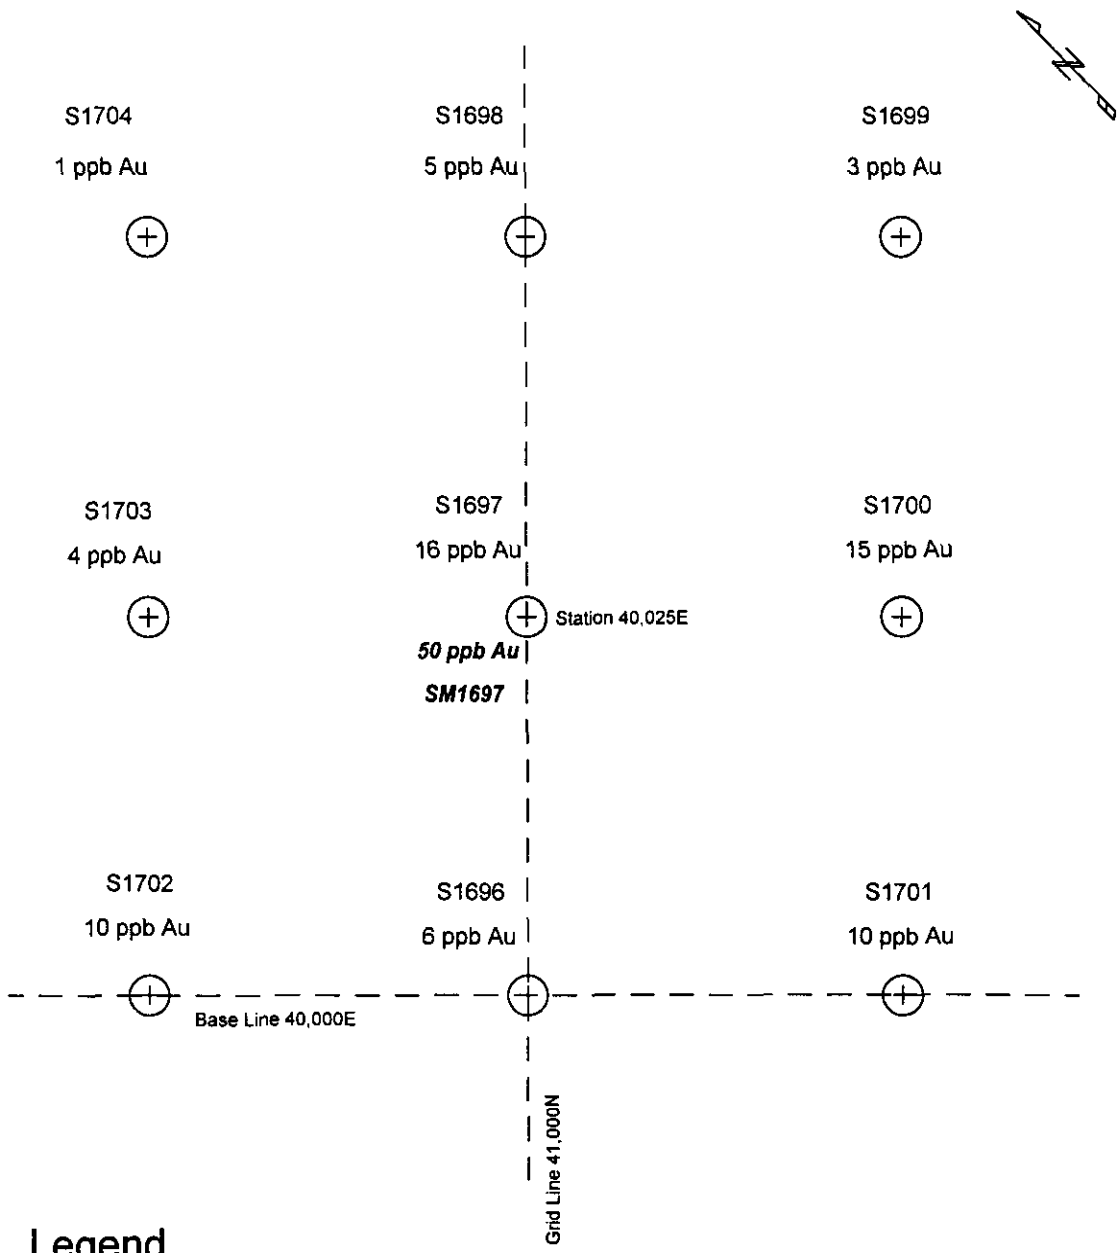 S1704
1 ppb Au
S1698
5 ppb Au
S1699
3 ppb Au
S1703
4 ppb Au
S1697
16 ppb Au
S1700
15 ppb Au
Station 40,025E
50 ppb Au
SM1697
S1702
10 ppb Au
S1696
6 ppb Au
S1701
10 ppb Au
Base Line 40,000E
Grid Line 41,000N
Legend